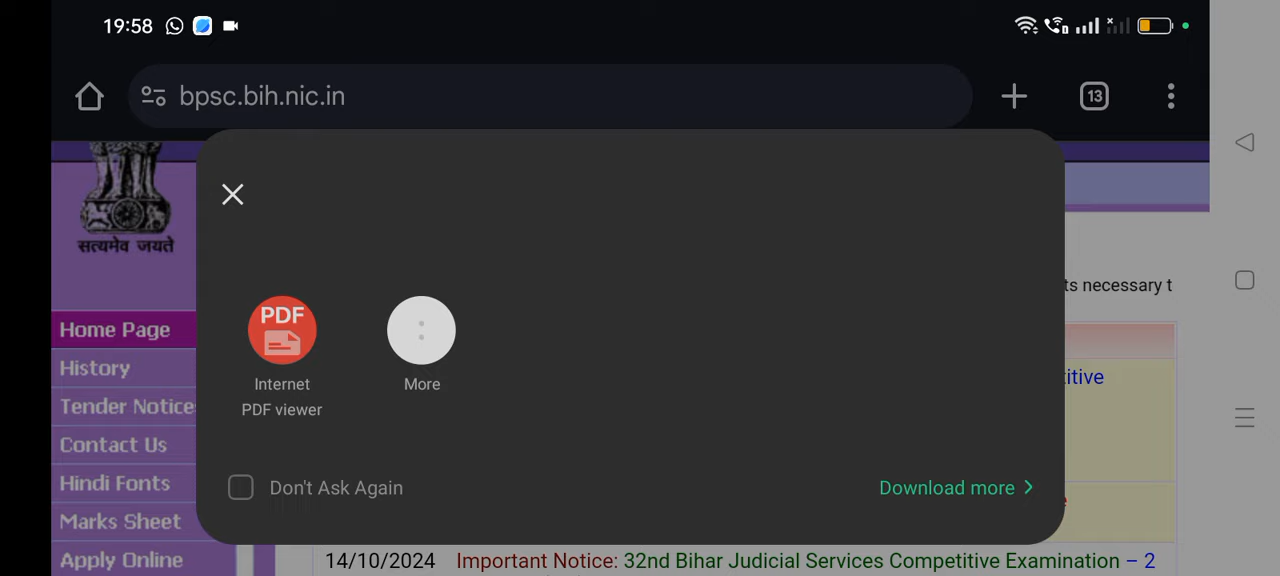 19:58
bpsc.bih.nic.in
13
सत्यमेव जयते
ts necessary t
Home Page
PDF
History
Internet
PDF viewer
More
itive
Tender Notice
Contact Us
Hindi Fonts
Don't Ask Again
Download more
Marks Sheet
Apply Online
14/10/2024 Important Notice: 32nd Bihar Judicial Services Competitive Examination – 2